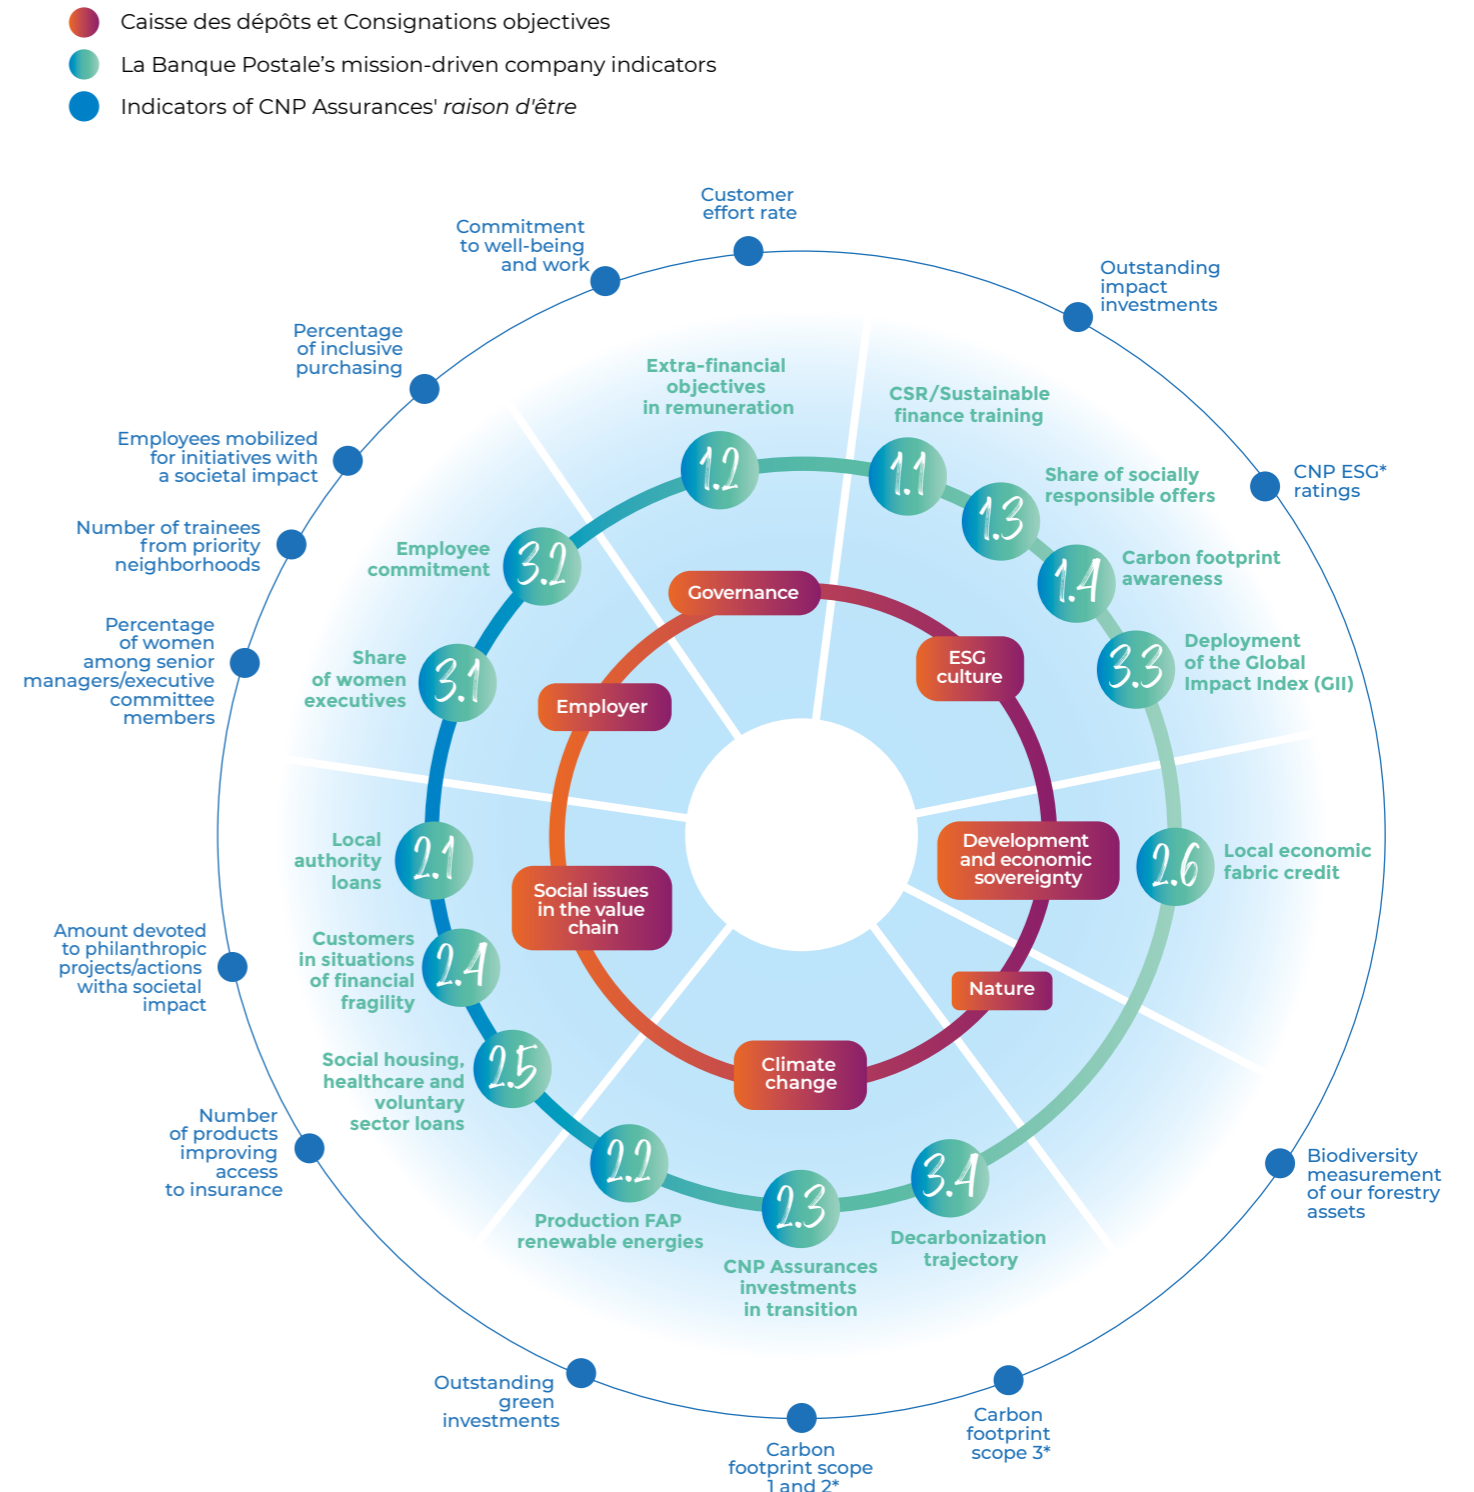 Caisse des dépôts et Consignations objectives
La Banque Postale’s mission-driven company indicators
Indicators of CNP Assurances' raison d'être
Customer
effort rate
Commitment
to well-being
and work
Outstanding
impact
investments
Percentage
of inclusive
purchasing
Employees mobilized
for initiatives with
a societal impact
CNP ESG*
ratings
Number of trainees
from priority
neighborhoods
Percentage
of women
among senior
managers/executive
committee
members
Amount devoted
to philanthropic
projects/actions
witha societal
impact
Number
of products
improving
access
to insurance
Biodiversity
measurement
of our forestry
assets
Outstanding
green
investments
Carbon
footprint scope
1 and 2*
Carbon
footprint
scope 3*
Extra-financial
objectives
in remuneration
1.2
CSR/Sustainable
finance training
1.1
Share of socially
responsible offers
1.3
Carbon footprint
awareness
1.4
Deployment
of the Global
Impact Index (GII)
3.3
Local economic
fabric credit
2.6
Employee
commitment
3.2
Share
of women
executives
3.1
Local
authority
loans
2.1
Customers
in situations
of financial
fragility
2.4
Social housing,
healthcare and
voluntary
sector loans
2.5
2.2
Production FAP
renewable energies
2.3
CNP Assurances
investments
in transition
3.4
Decarbonization
trajectory
Governance
ESG
culture
Employer
Development
and economic
sovereignty
Social issues
in the value
chain
Nature
Climate
change